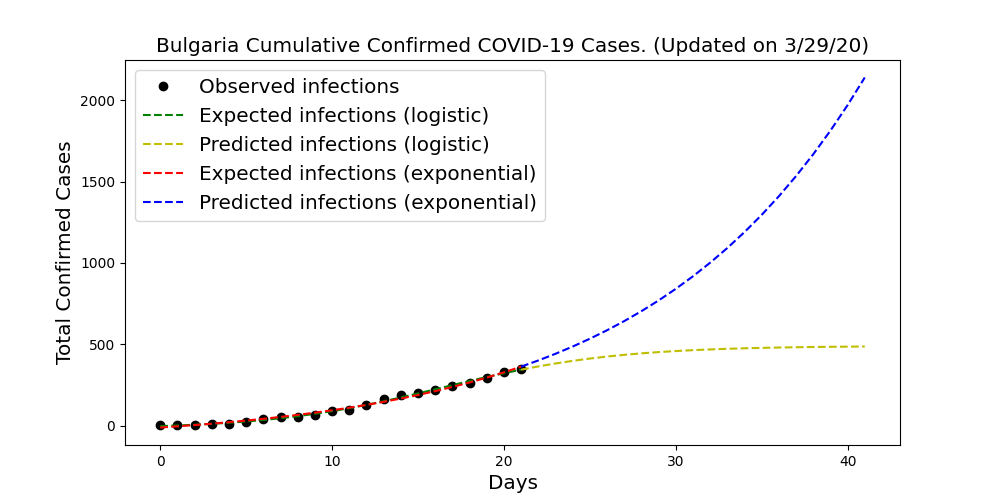 Bulgaria Cumulative Confirmed COVID-19 Cases. (Updated on 3/29/20)
Observed infections
Expected infections (logistic)
Predicted infections (logistic)
Expected infections (exponential)
Predicted infections (exponential)
Total Confirmed Cases
2000
1500
1000
500
0
0 10 20 30 40
Days